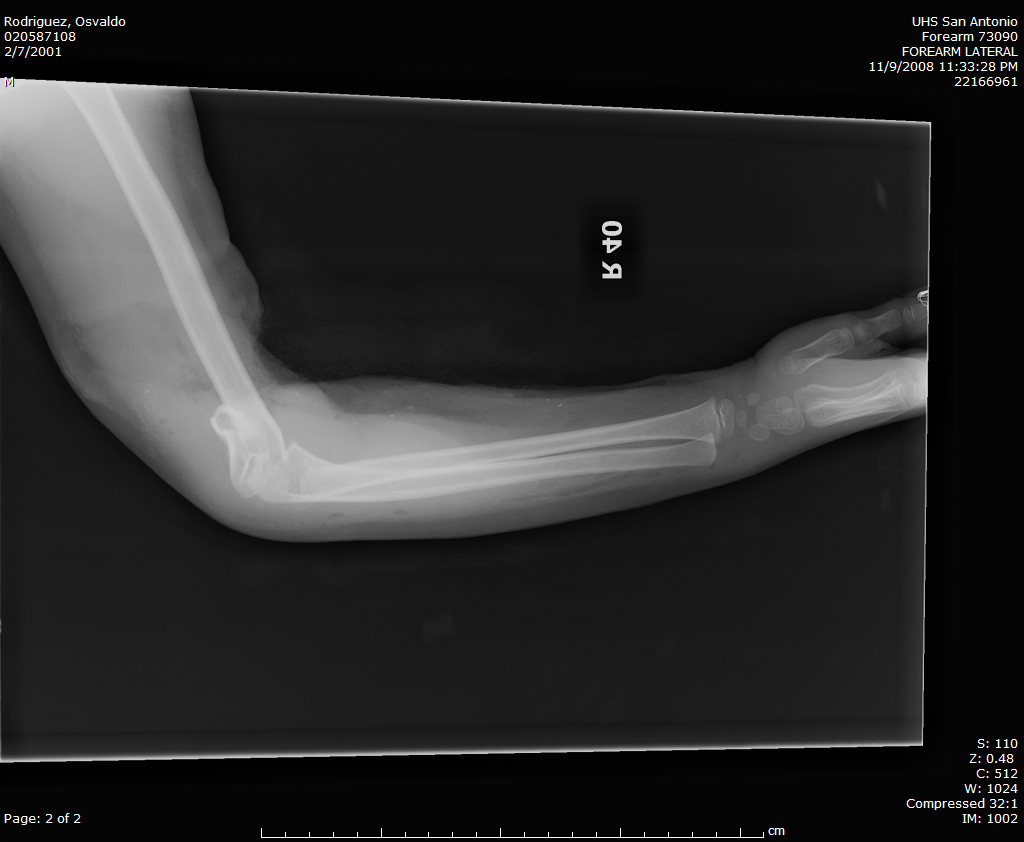 Rodriguez, Osvaldo
020587108
2/7/2001
UHS San Antonio
Forearm 73090
FOREARM LATERAL
11/9/2008 11:33:28 PM
22166961
M
R 40
S: 110
Z: 0.48
C: 512
W: 1024
Compressed 32:1
IM: 1002
Page: 2 of 2
cm